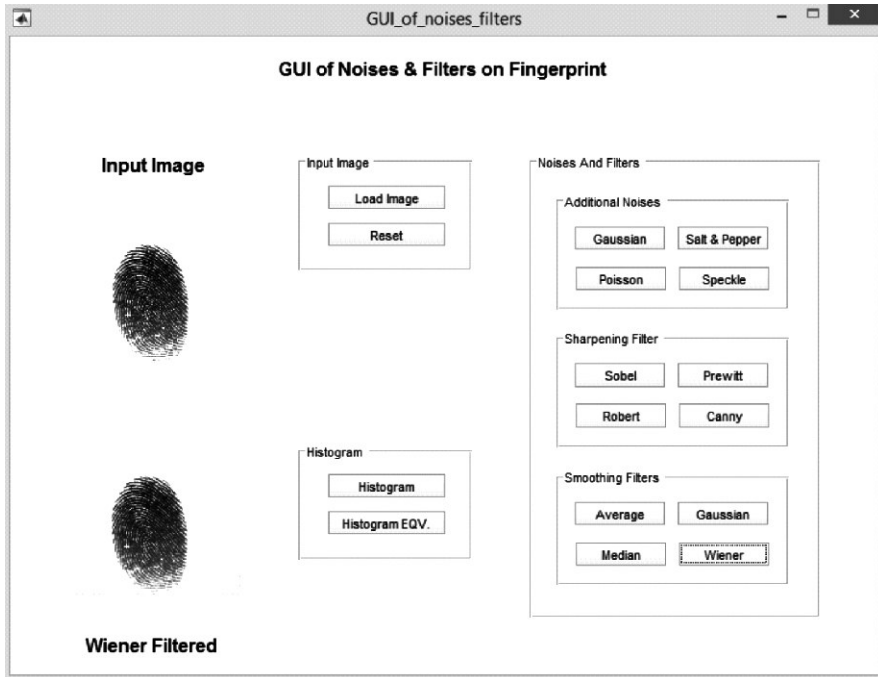 GUI_of_noises_filters
GUI of Noises & Filters on Fingerprint
Input Image
Wiener Filtered
Input Image
Load Image
Reset
Histogram
Histogram
Histogram EQV.
Noises And Filters
Additional Noises
Gaussian Salt & Pepper
Poisson Speckle
Sharpening Filter
Sobel Prewitt
Robert Canny
Smoothing Filters
Average Gaussian
Median Wiener